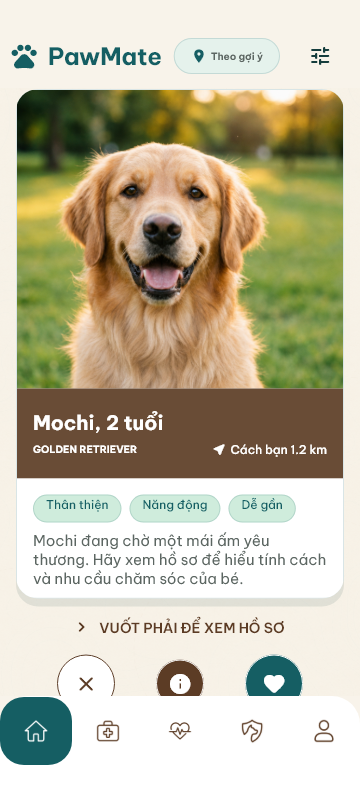 PawMate
Theo gợi ý
Mochi, 2 tuổi
GOLDEN RETRIEVER
Cách bạn 1,2 km
Thân thiện
Năng động
Dễ gần
Mochi đang chờ một mái ấm yêu
thương. Hãy xem hồ sơ để hiểu tính cách
và nhu cầu chăm sóc của bé.
VUỐT PHẢI ĐỂ XEM HỒ SƠ